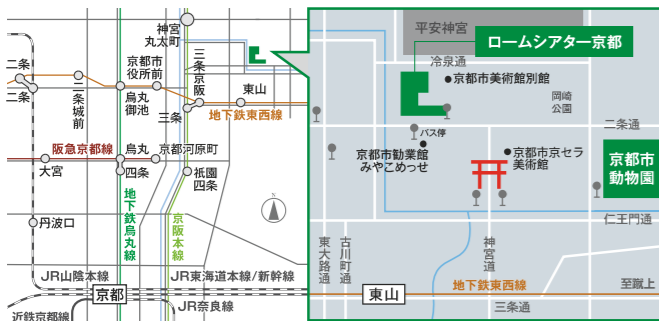 神宮
丸太町
二条
二条
二条城前
京都市
役所前
烏丸
御池
三条京阪
三条
東山
地下鉄東西線
阪急京都線
大宮
烏丸
四条
京都河原町
祇園
四条
地下鉄烏丸線
京阪本線
N
丹波口
JR山陰本線
JR東海道本線/新幹線
京都
JR奈良線
近鉄京都線
平安神宮
ロームシアター京都
冷泉通
京都市美術館別館
岡崎
公園
二条通
バス停
京都市勧業館
みやこめっせ
京都市京セラ
美術館
京都市
動物園
仁王門通
東大路通
古川町通
神宮道
地下鉄東西線
至蹴上
東山
三条通